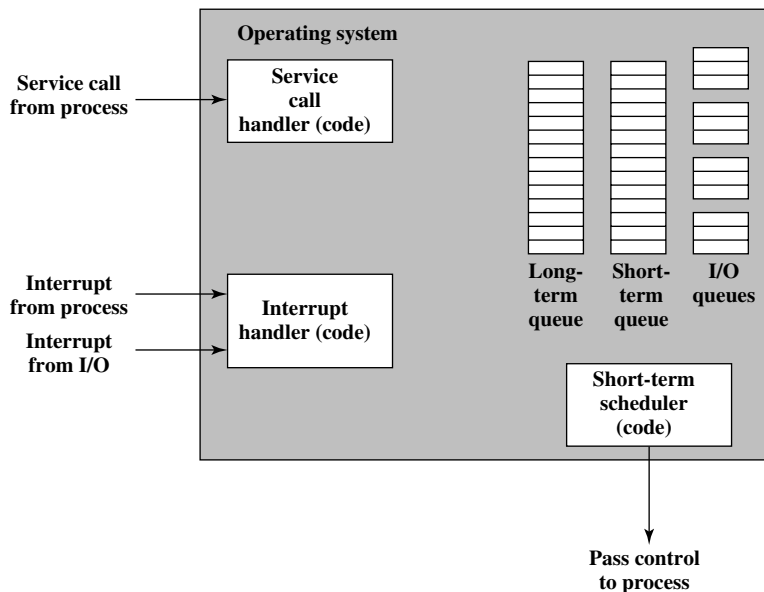 Operating system
Service call
from process
Service
call
handler (code)
Interrupt
from process
Interrupt
from I/O
Interrupt
handler (code)
Long-
term
queue
Short-
term
queue
I/O
queues
Short-term
scheduler
(code)
Pass control
to process